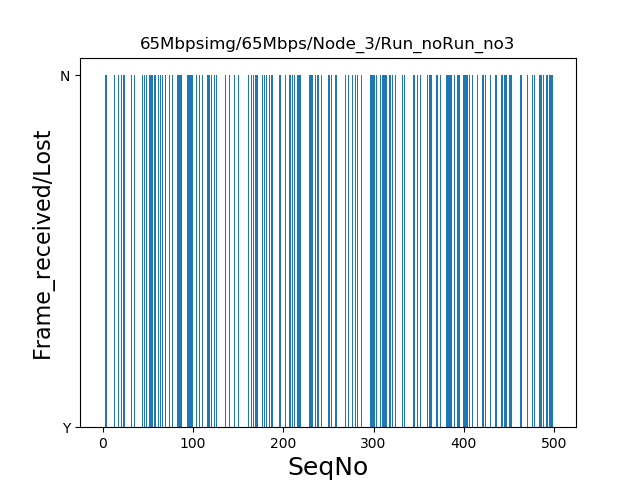 65Mbpsimg/65Mbps/Node_3/Run_noRun_no3
N
Frame_received/Lost
Y
0 100 200 300 400 500
SeqNo